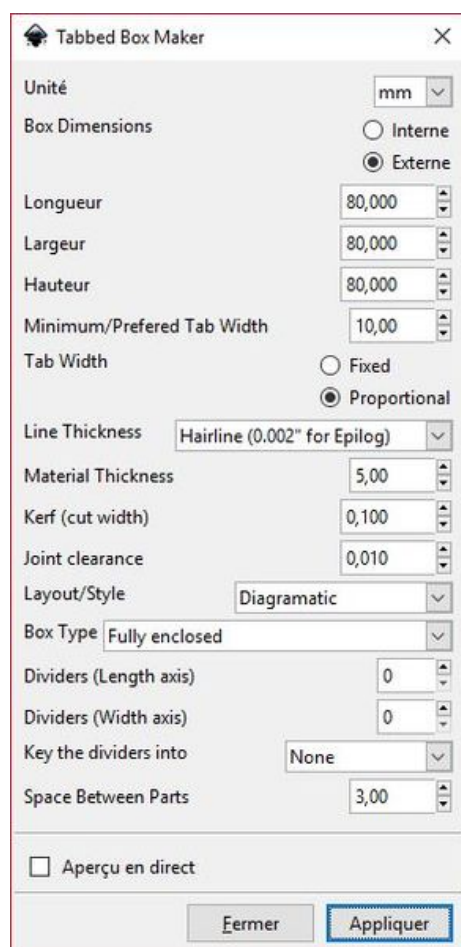 Tabbed Box Maker
Unité mm
Box Dimensions Interne
Externe
Longueur 80,000
Largeur 80,000
Hauteur 80,000
Minimum/Prefered Tab Width 10,00
Tab Width Fixed
Proportional
Line Thickness Hairline (0.002" for Epilog)
Material Thickness 5,00
Kerf (cut width) 0,100
Joint clearance 0,010
Layout/Style Diagramatic
Box Type Fully enclosed
Dividers (Length axis) 0
Dividers (Width axis) 0
Key the dividers into None
Space Between Parts 3,00
Aperçu en direct
Fermer Appliquer